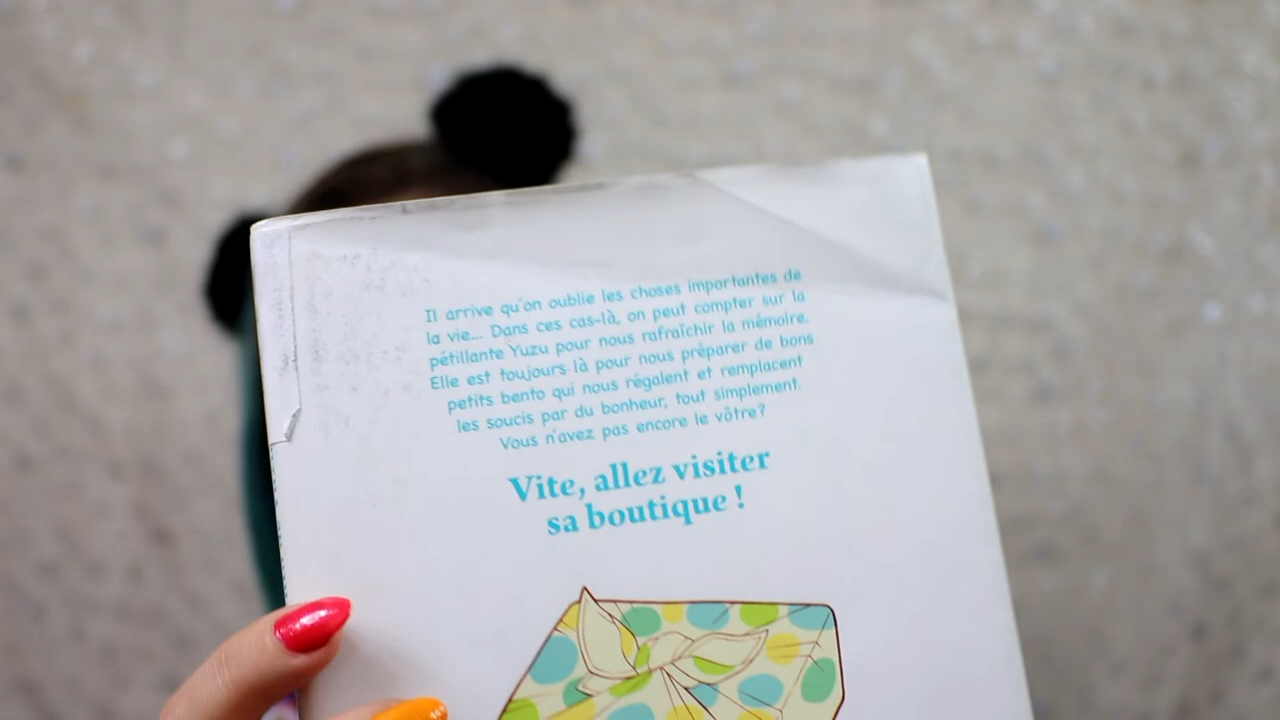 Il arrive qu'on oublie les choses importantes de
la vie... Dans ces cas-là, on peut compter sur la
pétillante Yuzu pour nous rafraîchir la mémoire.
Elle est toujours là pour nous préparer de bons
petits bento qui nous régalent et remplacent
les soucis par du bonheur, tout simplement.
Vous n'avez pas encore le vôtre?
Vite, allez visiter
sa boutique !